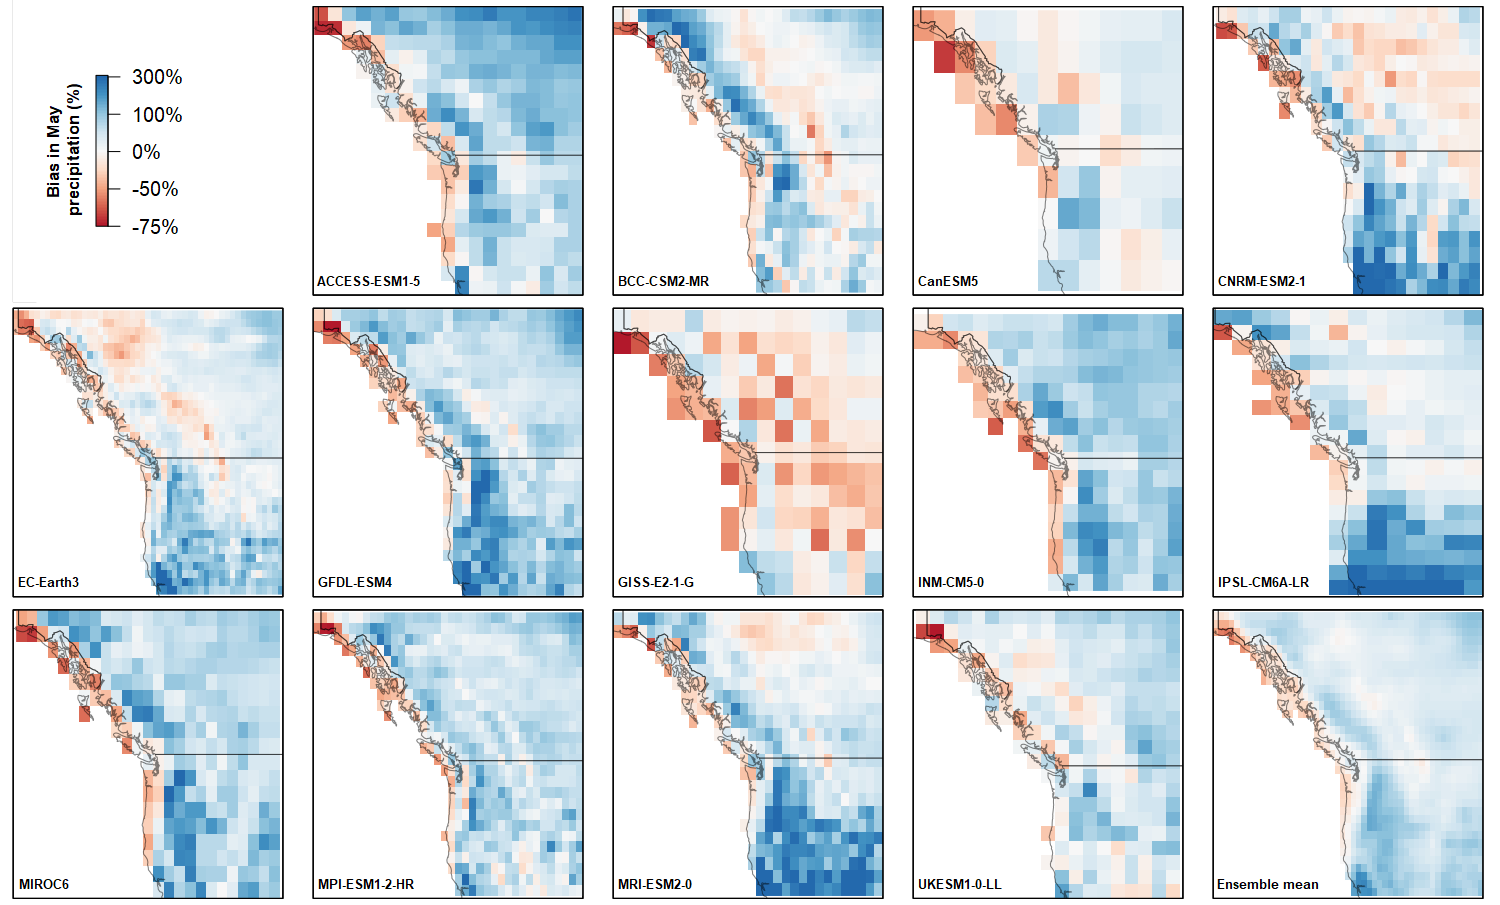 Bias in May
precipitation (%)
300%
100%
0%
-50%
-75%
ACCESS-ESM1-5
BCC-CSM2-MR
CanESM5
CNRM-ESM2-1
EC-Earth3
GFDL-ESM4
GISS-E2-1-G
INM-CM5-0
IPSL-CM6A-LR
MIROC6
MPI-ESM1-2-HR
MRI-ESM2-0
UKESM1-0-LL
Ensemble mean